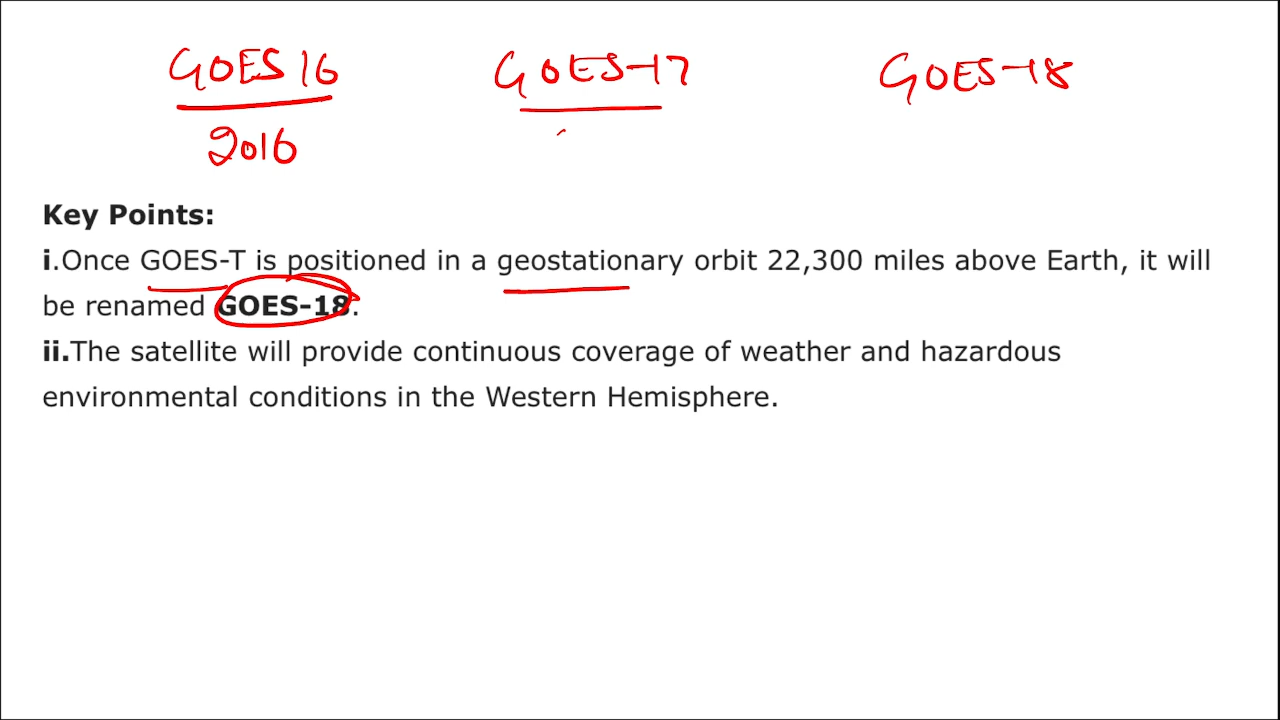 GOES 16 GOES-17 GOES-18
2016
Key Points:
i.Once GOES-T is positioned in a geostationary orbit 22,300 miles above Earth, it will
be renamed GOES-18.
ii.The satellite will provide continuous coverage of weather and hazardous
environmental conditions in the Western Hemisphere.